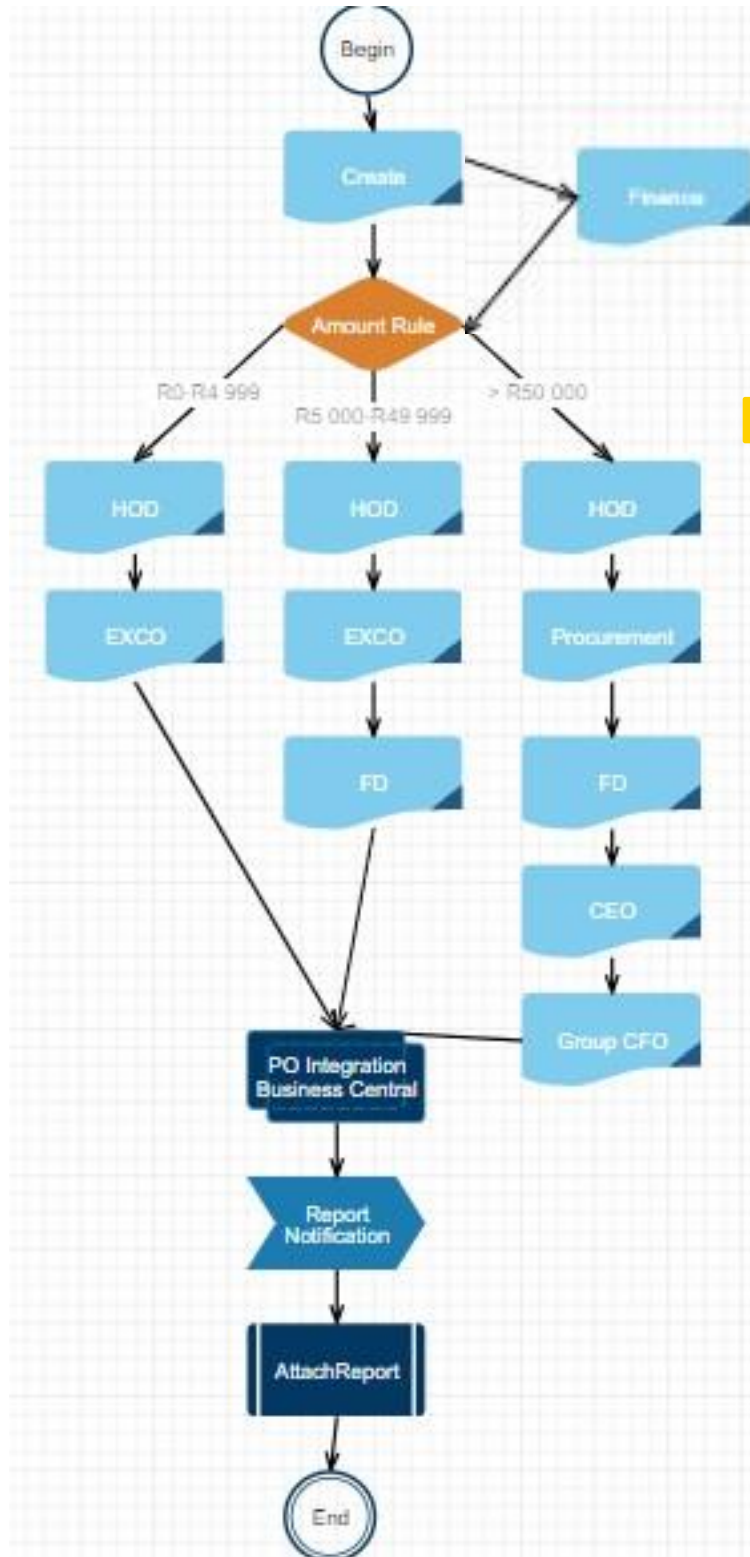 Begin
Create
Finance
Amount Rule
R0-R4 999
R5 000-R49 999
> R50 000
HOD
HOD
HOD
EXCO
EXCO
Procurement
FD
FD
CEO
Group CFO
PO Integration
Business Central
Report
Notification
AttachReport
End